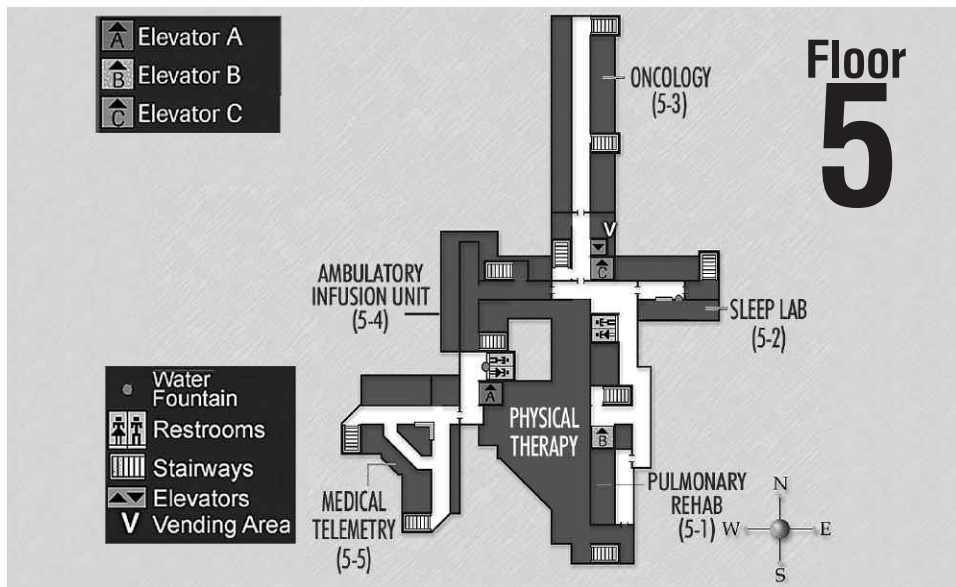 A Elevator A
B Elevator B
C Elevator C
Floor
5
ONCOLOGY
(5-3)
V
C
AMBULATORY
INFUSION UNIT
(5-4)
SLEEP LAB
(5-2)
Water
Fountain
Restrooms
Stairways
Elevators
V Vending Area
A
PHYSICAL
THERAPY
B
MEDICAL
TELEMETRY
(5-5)
PULMONARY
REHAB
(5-1)
N
W E
S